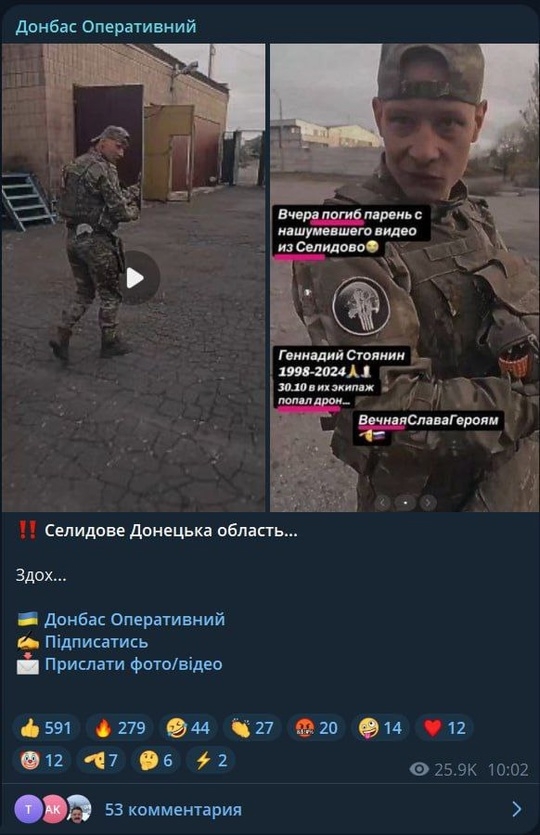 Донбас Оперативний
Вчера погиб парень с
нашумевшего видео
из Селидово😢
Геннадий Стоянин
1998-2024🙏🕯️
30.10 в их экипаж
попал дрон...
ВечнаяСлаваГероям
🫡🇷🇺
‼️ Селидове Донецька область...
Здох...
🇺🇦 Донбас Оперативний
✍️ Підписатись
📩 Прислати фото/відео
👍 591 🔥 279 🤣 44 👏 27 🤬 20 🤪 14 ❤️ 12
🤡 12 🫡 7 🤔 6 ⚡ 2
25.9K 10:02
T АК 53 комментария